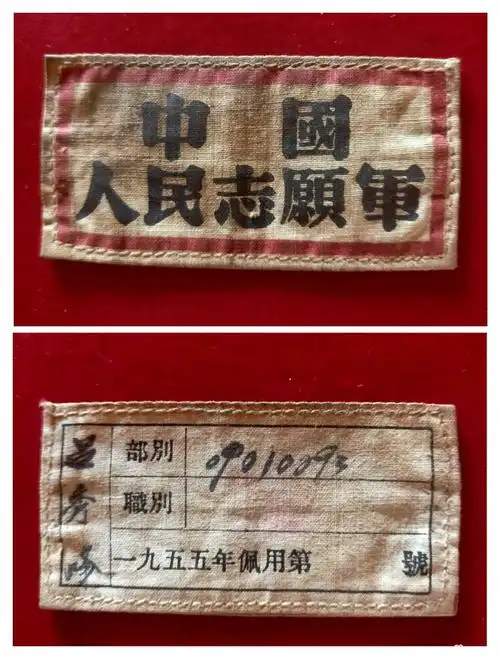 中國
人民志願軍
部別 0901009
職別
一九五五年佩用第 號